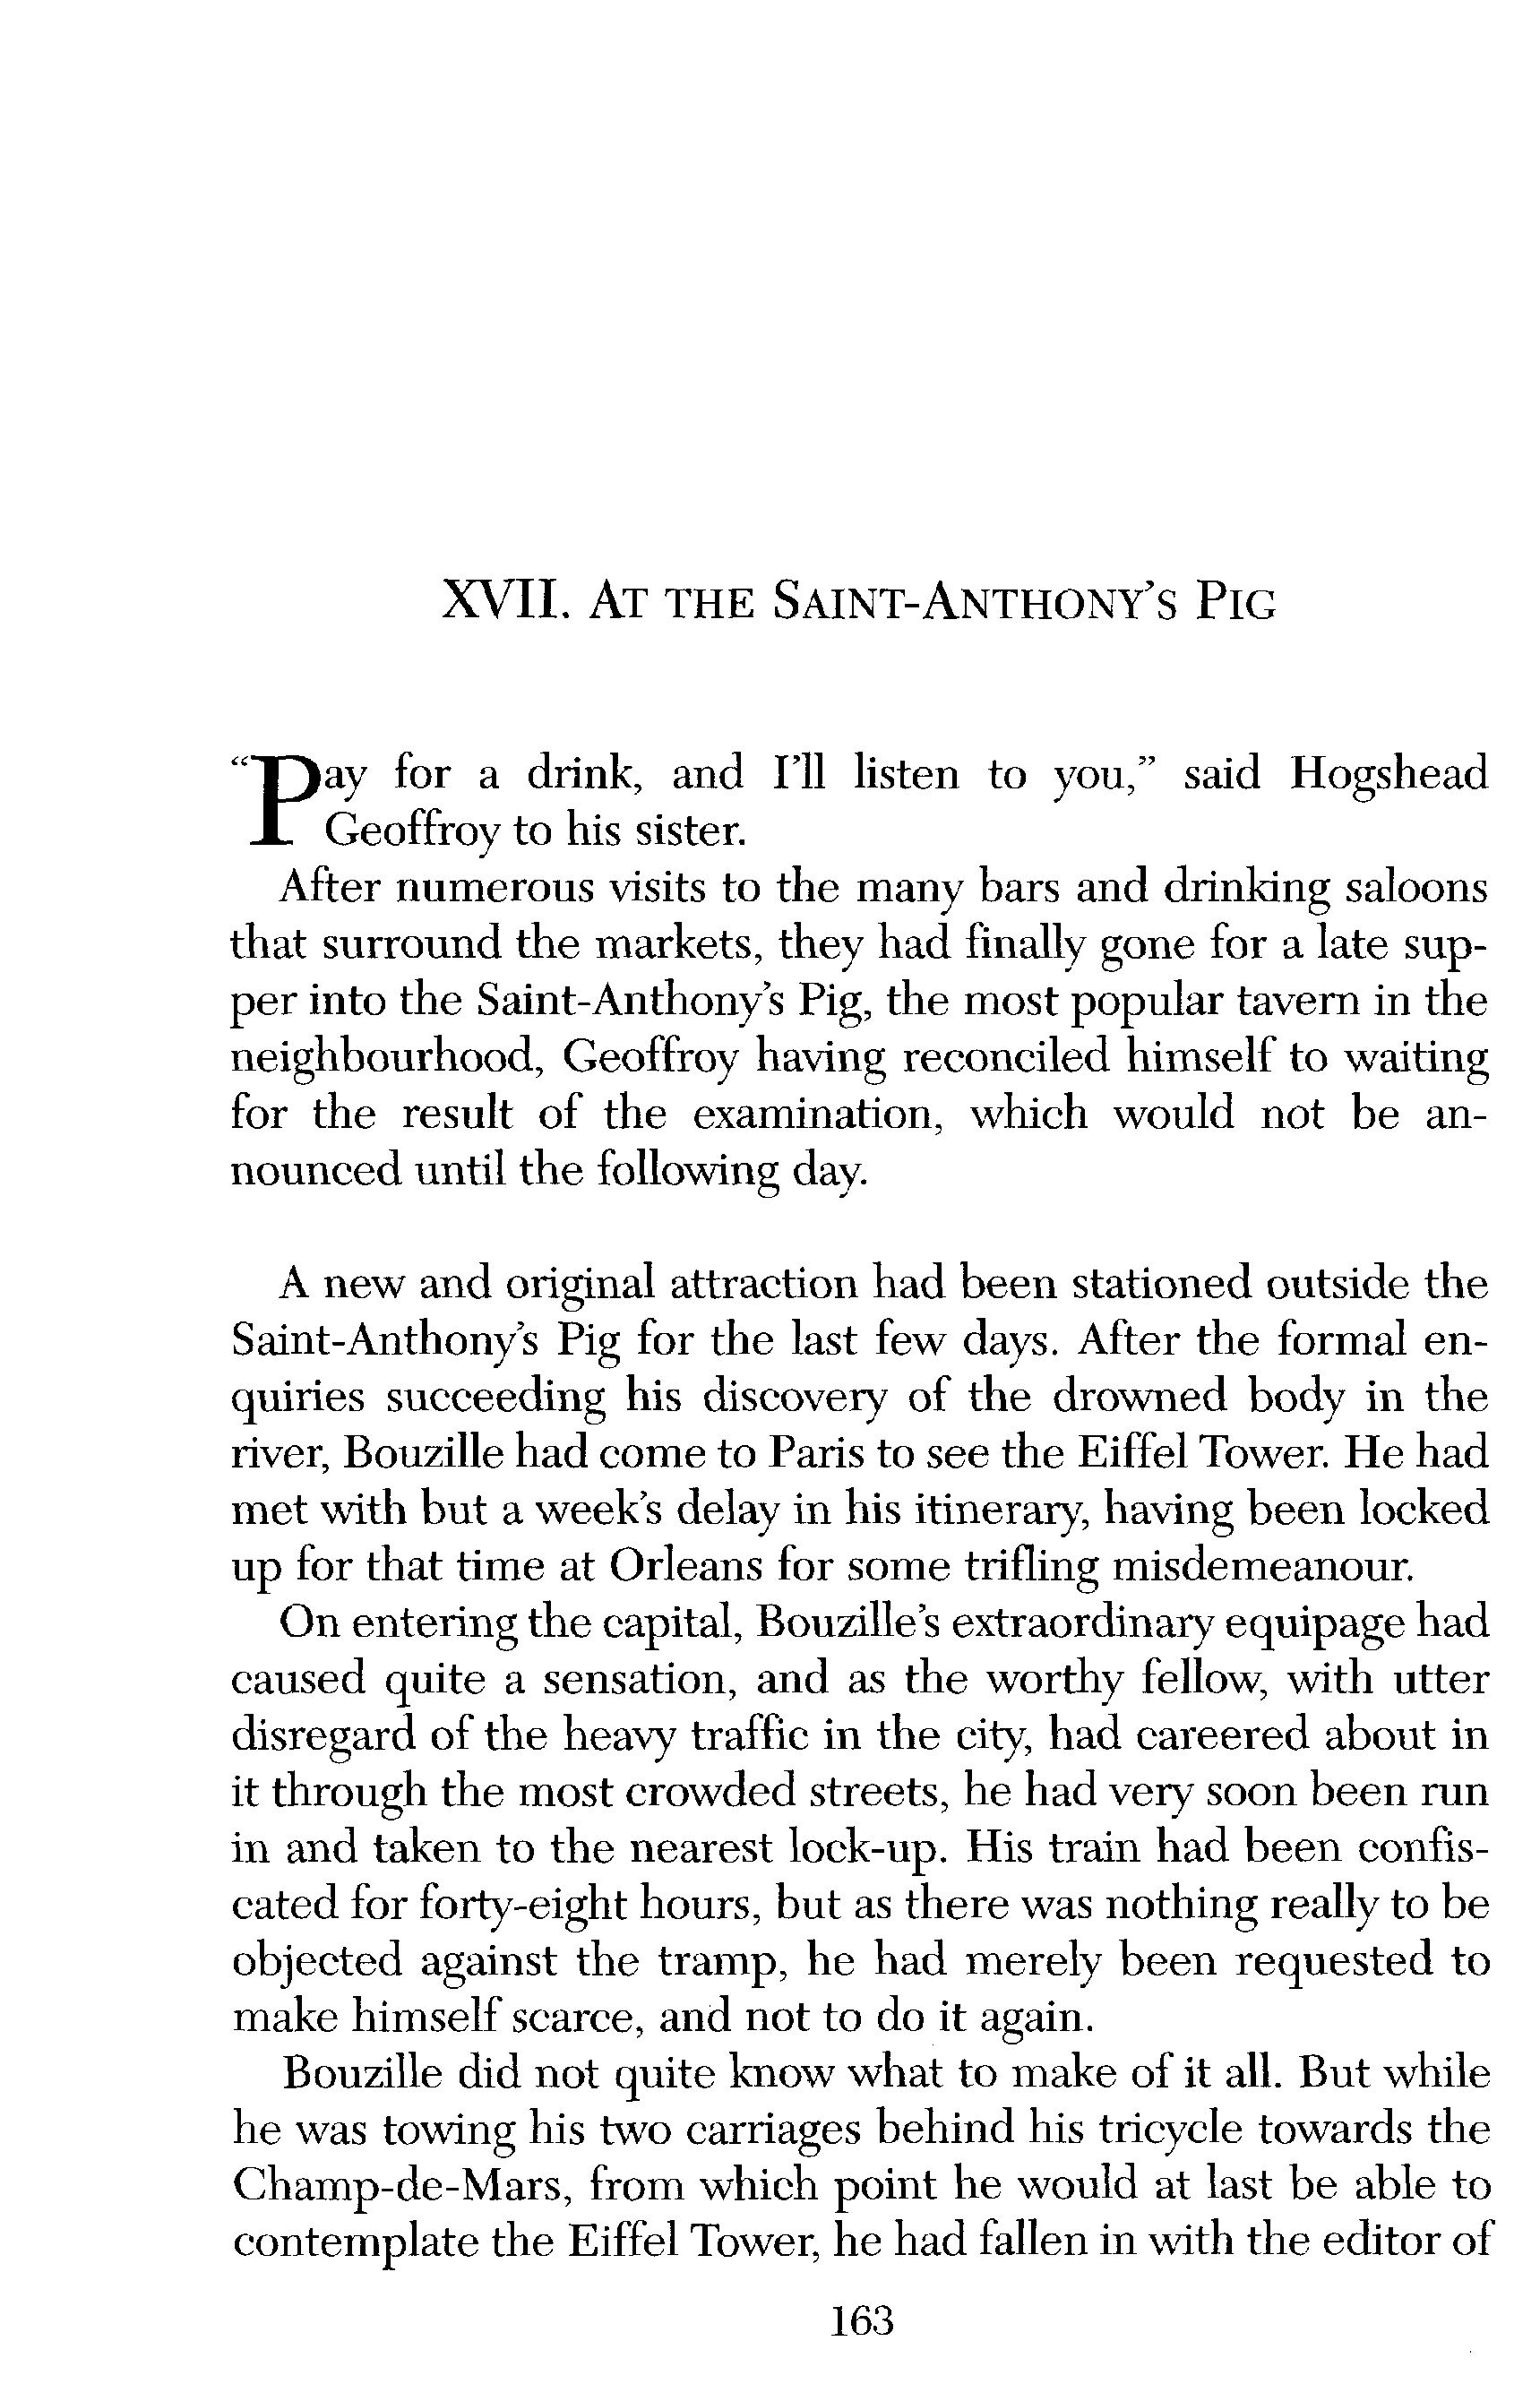 XVII. At the Saint-Anthony's Pig
“Pay for a drink, and I’ll listen to you,” said Hogshead
Geoffroy to his sister.
After numerous visits to the many bars and drinking saloons
that surround the markets, they had finally gone for a late sup-
per into the Saint-Anthony's Pig, the most popular tavern in the
neighbourhood, Geoffroy having reconciled himself to waiting
for the result of the examination, which would not be an-
nounced until the following day.
A new and original attraction had been stationed outside the
Saint-Anthony's Pig for the last few days. After the formal en-
quiries succeeding his discovery of the drowned body in the
river, Bouzille had come to Paris to see the Eiffel Tower. He had
met with but a week's delay in his itinerary, having been locked
up for that time at Orleans for some trifling misdemeanour.
On entering the capital, Bouzille's extraordinary equipage had
caused quite a sensation, and as the worthy fellow, with utter
disregard of the heavy traffic in the city, had careered about in
it through the most crowded streets, he had very soon been run
in and taken to the nearest lock-up. His train had been confis-
cated for forty-eight hours, but as there was nothing really to be
objected against the tramp, he had merely been requested to
make himself scarce, and not to do it again.
Bouzille did not quite know what to make of it all. But while
he was towing his two carriages behind his tricycle towards the
Champ-de-Mars, from which point he would at last be able to
contemplate the Eiffel Tower, he had fallen in with the editor of
163